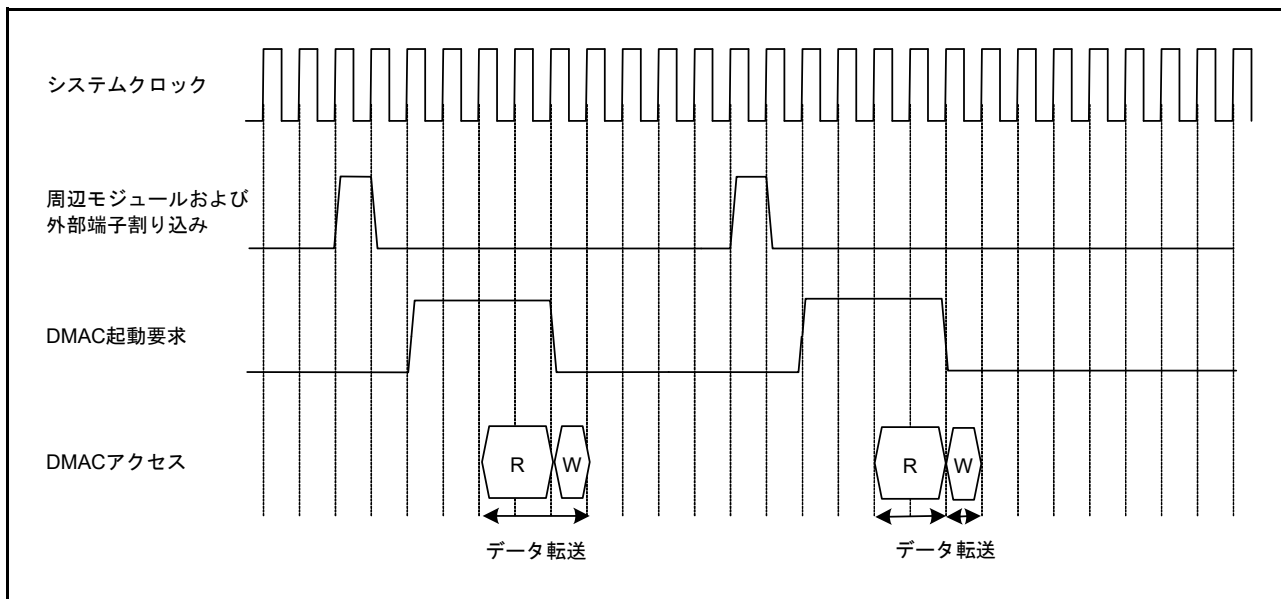 システムクロック
周辺モジュールおよび
外部端子割り込み
DMAC起動要求
DMACアクセス
R
W
R
W
データ転送
データ転送